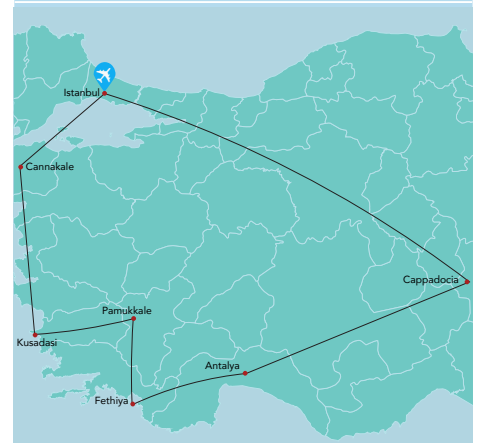 Istanbul
Cannakale
Cappadocia
Pamukkale
Kusadasi
Antalya
Fethiya